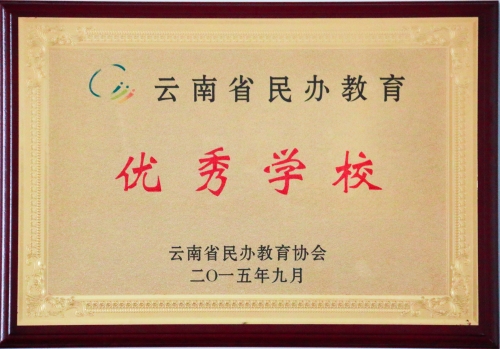 云南省民办教育
优秀学校
云南省民办教育协会
二〇一五年九月